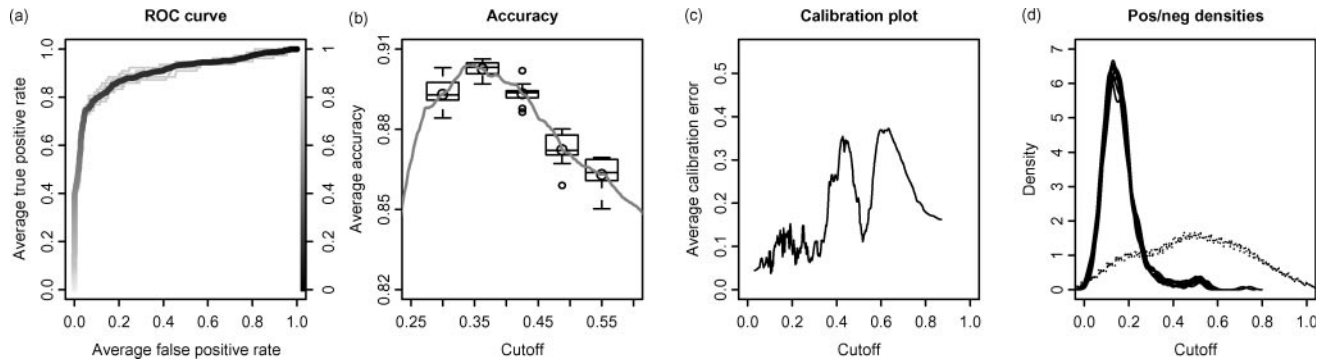 (a) ROC curve
Average true positive rate
0.0 0.2 0.4 0.6 0.8 1.0
0 0.2 0.4 0.6 0.8 1
0.0 0.2 0.4 0.6 0.8 1.0
Average false positive rate
(b) Accuracy
Average accuracy
0.82 0.85 0.88 0.91
0.25 0.35 0.45 0.55
Cutoff
(c) Calibration plot
Average calibration error
0.0 0.1 0.2 0.3 0.4 0.5
0.0 0.2 0.4 0.6 0.8 1.0
Cutoff
(d) Pos/neg densities
Density
0 1 2 3 4 5 6 7
0.0 0.2 0.4 0.6 0.8 1.0
Cutoff